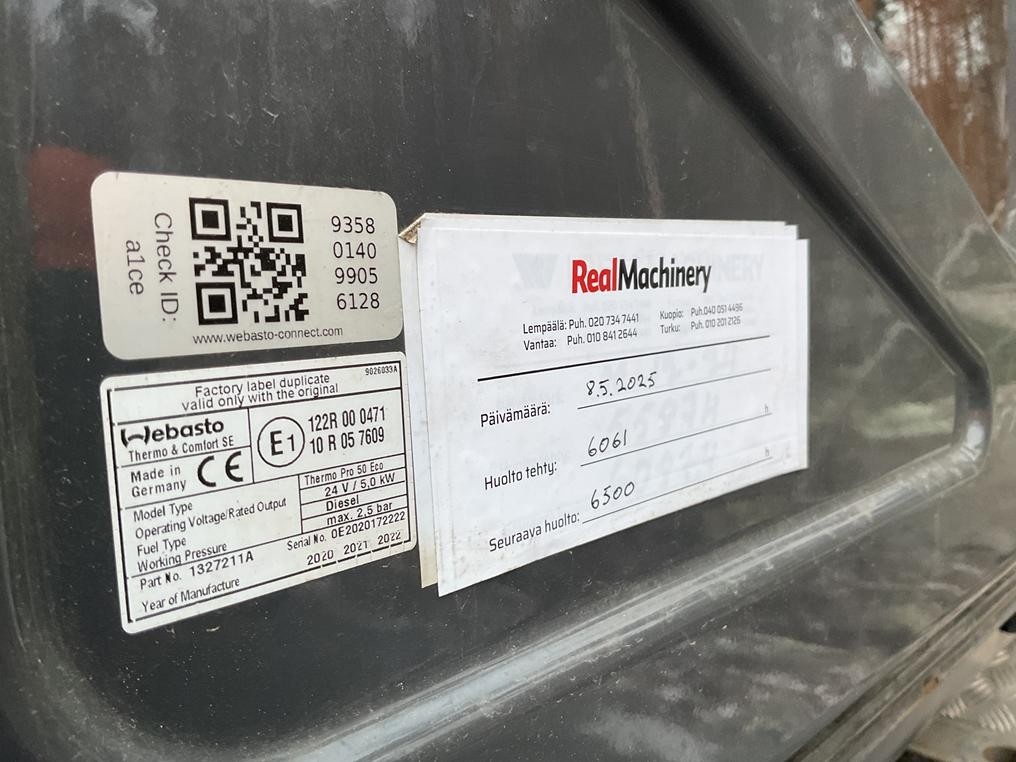 Check ID:
a1ce
9358
0140
9905
6128
www.webasto-connect.com
9026033A
Factory label duplicate
valid only with the original
Webasto
Thermo & Comfort SE
Made in
Germany
CE
E1
122R 00 0471
10 R 05 7609
Model Type Thermo Pro 50 Eco
Operating Voltage/Rated Output 24 V / 5,0 kW
Fuel Type Diesel
Working Pressure max. 2,5 bar
Part No. 1327211A Serial No. 0E2020172222
Year of Manufacture 2020 2021 2022
RealMachinery
Lempäälä: Puh. 020 734 7441 Kuopio: Puh.040 051 4496
Vantaa: Puh. 010 841 2644 Turku: Puh. 010 201 2126
Päivämäärä: 8.5.2025
Huolto tehty: 6061 h
Seuraava huolto: 6500 h